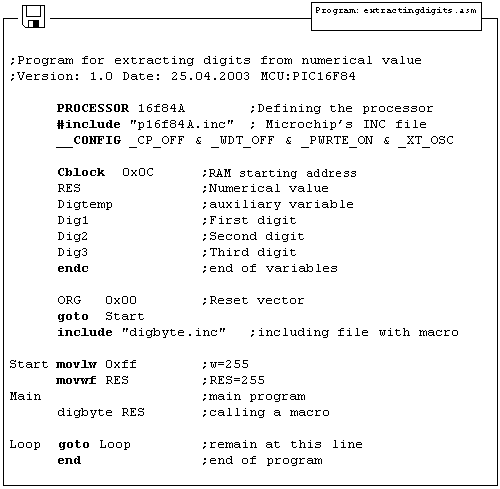 Program: extractingdigits.asm
;Program for extracting digits from numerical value
;Version: 1.0 Date: 25.04.2003 MCU:PIC16F84
PROCESSOR 16f84A ;Defining the processor
#include "p16f84A.inc" ; Microchip's INC file
__CONFIG _CP_OFF & _WDT_OFF & _PWRTE_ON & _XT_OSC
Cblock 0x0C ;RAM starting address
RES ;Numerical value
Digtemp ;auxiliary variable
Dig1 ;First digit
Dig2 ;Second digit
Dig3 ;Third digit
endc ;end of variables
ORG 0x00 ;Reset vector
goto Start
include "digbyte.inc" ;including file with macro
Start movlw 0xff ;w=255
movwf RES ;RES=255
Main ;main program
digbyte RES ;calling a macro
Loop goto Loop ;remain at this line
end ;end of program